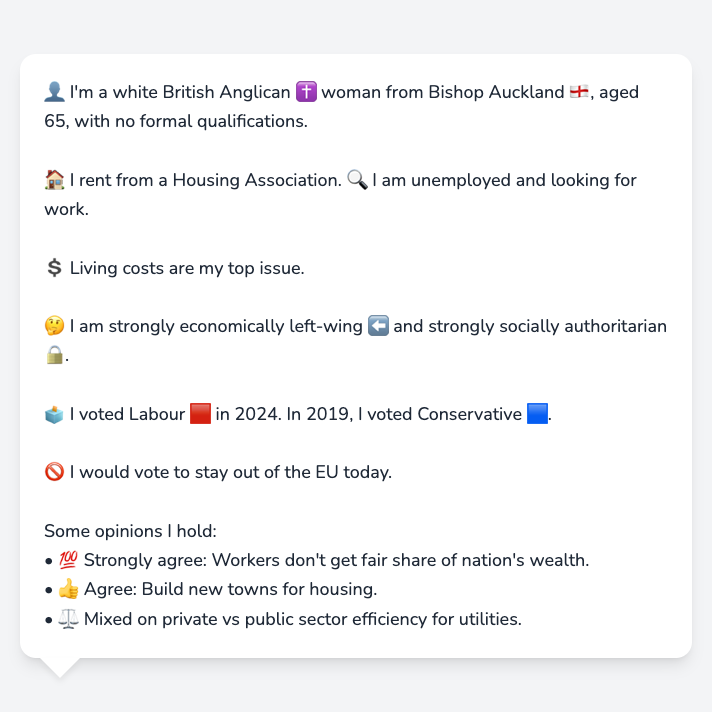 👤 I'm a white British Anglican ✝️ woman from Bishop Auckland 🏴󠁧󠁢󠁥󠁮󠁧󠁿, aged
65, with no formal qualifications.
🏠 I rent from a Housing Association. 🔍 I am unemployed and looking for
work.
💲 Living costs are my top issue.
🤔 I am strongly economically left-wing ⬅️ and strongly socially authoritarian
🔒.
🗳️ I voted Labour 🟥 in 2024. In 2019, I voted Conservative 🟦.
🚫 I would vote to stay out of the EU today.
Some opinions I hold:
• 💯 Strongly agree: Workers don't get fair share of nation's wealth.
• 👍 Agree: Build new towns for housing.
• ⚖️ Mixed on private vs public sector efficiency for utilities.